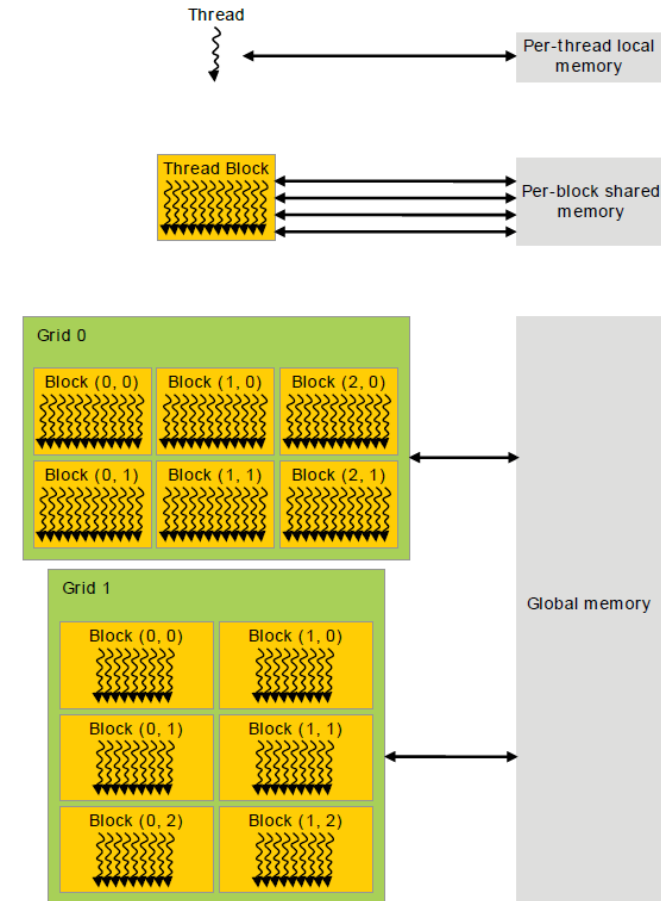 Thread
Per-thread local
memory
Thread Block
Per-block shared
memory
Grid 0
Block (0, 0)
Block (1, 0)
Block (2, 0)
Block (0, 1)
Block (1, 1)
Block (2, 1)
Grid 1
Block (0, 0)
Block (1, 0)
Block (0, 1)
Block (1, 1)
Block (0, 2)
Block (1, 2)
Global memory